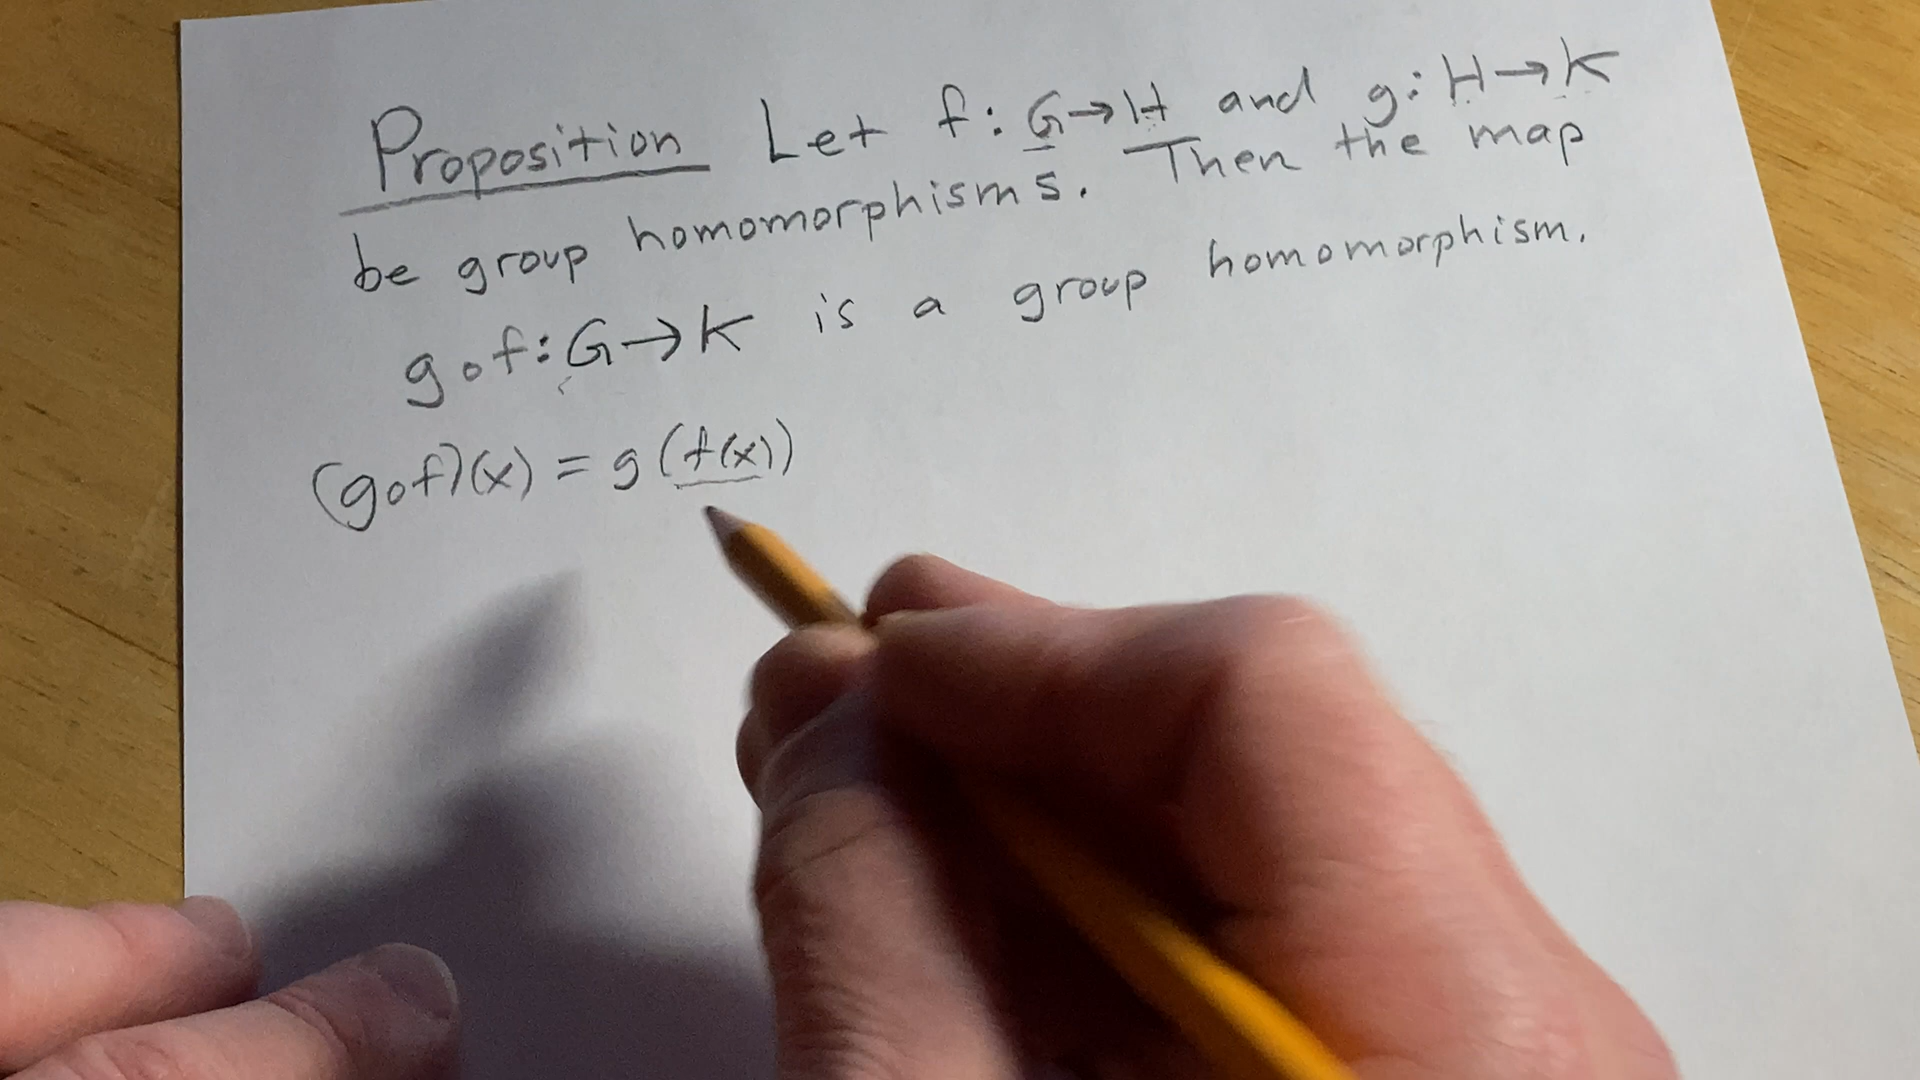 Proposition Let f: G→H and g: H→K
be group homomorphisms. Then the map
g∘f: G→K is a group homomorphism.
(g∘f)(x) = g(f(x))